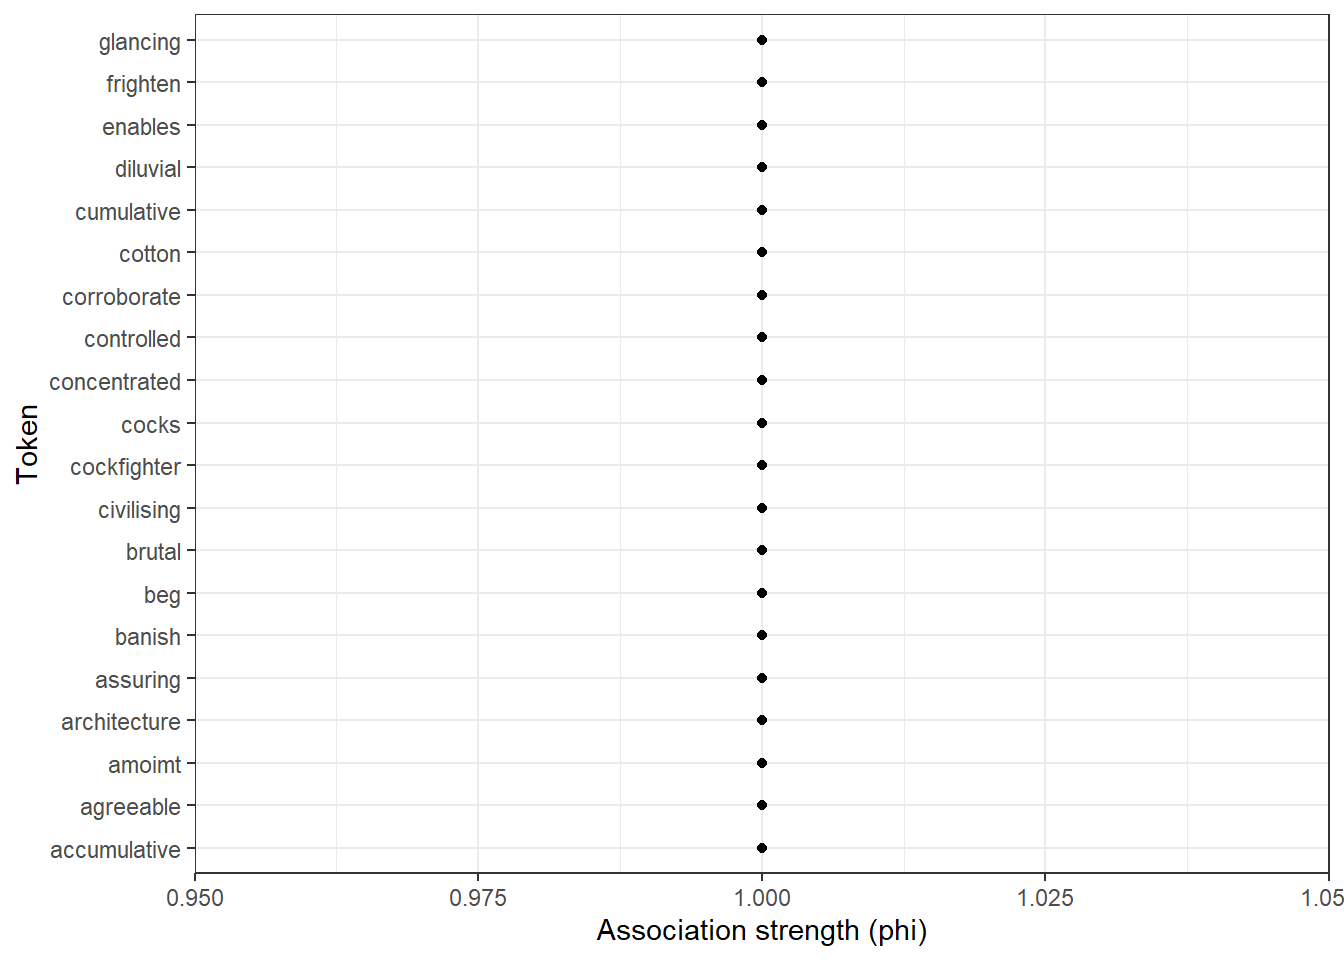 glancing
frighten
enables
diluvial
cumulative
cotton
corroborate
controlled
concentrated
cocks
cockfighter
civilising
brutal
beg
banish
assuring
architecture
amoimt
agreeable
accumulative
Token
0.950 0.975 1.000 1.025 1.05
Association strength (phi)